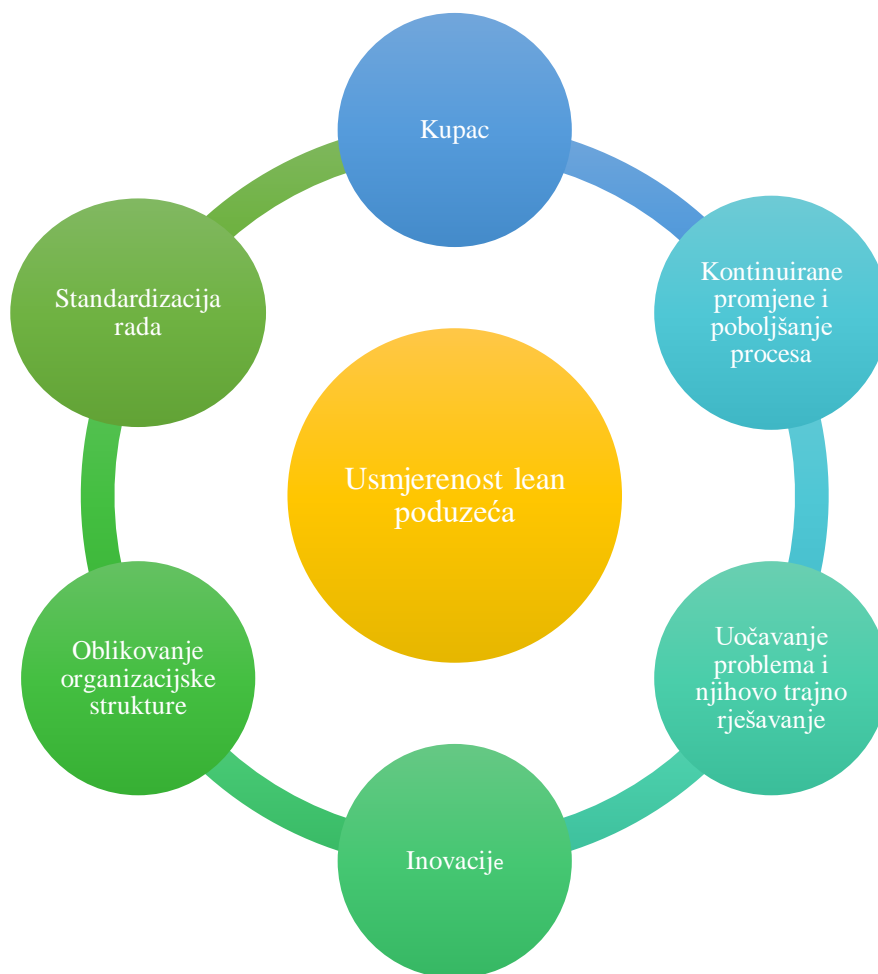 Kupac
Kontinuirane
promjene i
poboljšanje
procesa
Uočavanje
problema i
njihovo trajno
rješavanje
Inovacije
Oblikovanje
organizacijske
strukture
Standardizacija
rada
Usmjerenost lean
poduzeća